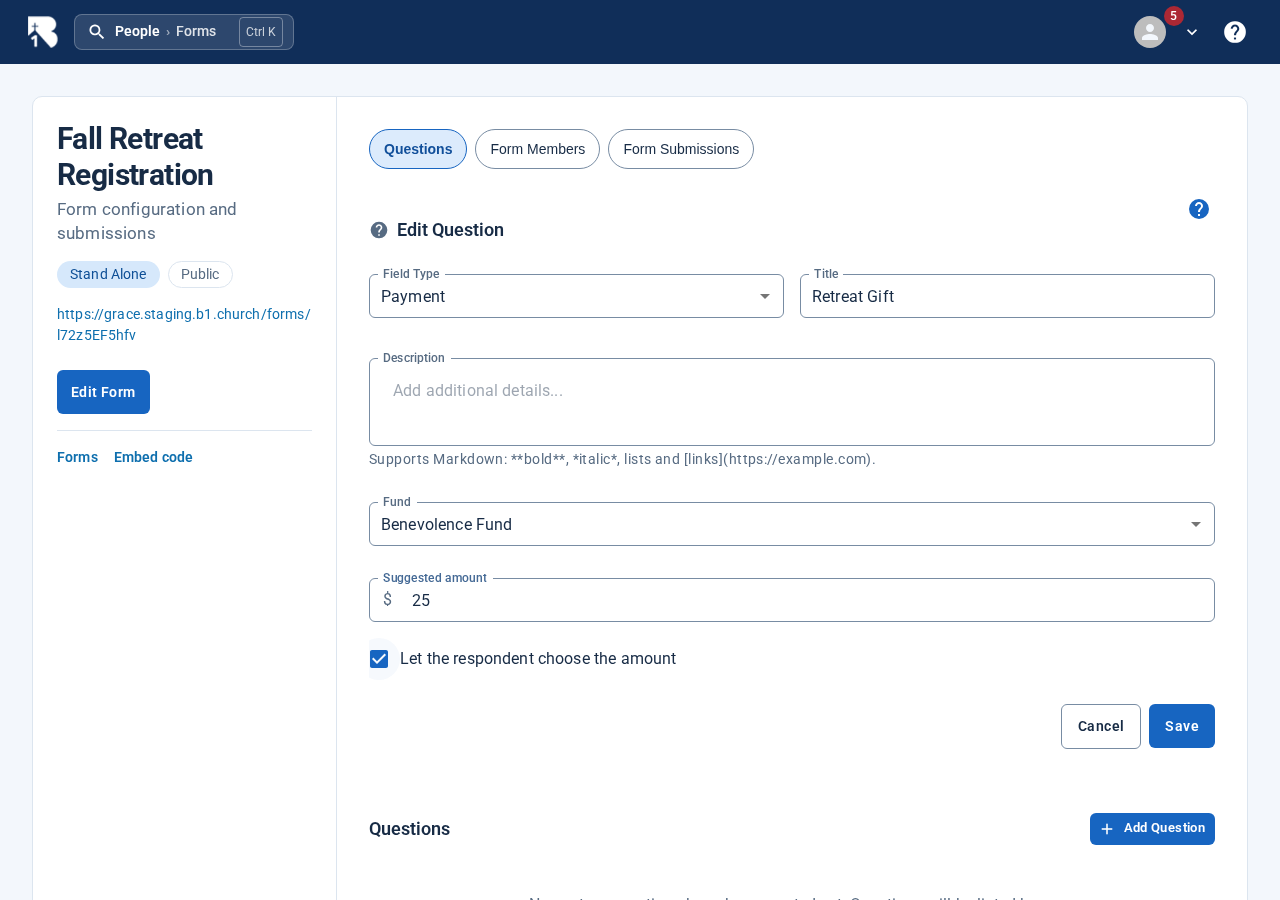 1
People › Forms Ctrl K
5
Fall Retreat
Registration
Form configuration and
submissions
Stand Alone Public
https://grace.staging.b1.church/forms/
l72z5EF5hfv
Edit Form
Forms Embed code
Questions Form Members Form Submissions
Edit Question
Field Type
Payment
Title
Retreat Gift
Description
Add additional details...
Supports Markdown: **bold**, *italic*, lists and [links](https://example.com).
Fund
Benevolence Fund
Suggested amount
$ 25
Let the respondent choose the amount
Cancel Save
Questions
Add Question